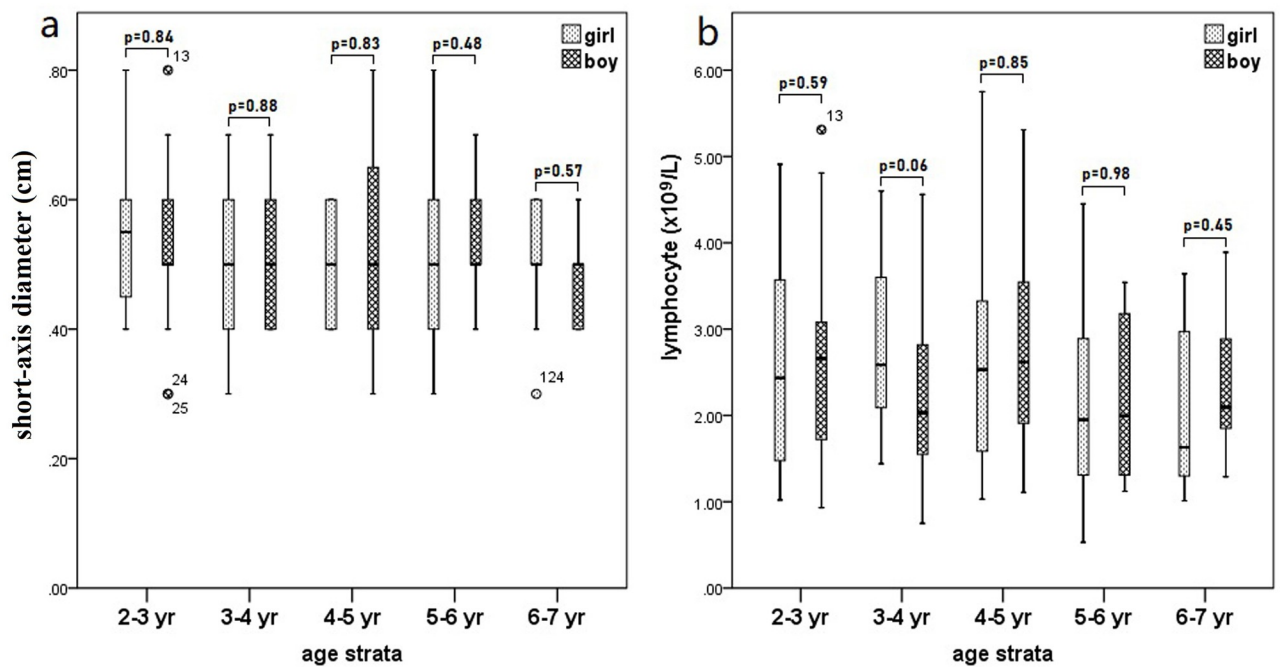 a
girl
boy
p=0.84
13
p=0.88
p=0.83
p=0.48
p=0.57
24
25
124
.80
.60
.40
.20
.00
short-axis diameter (cm)
2-3 yr
3-4 yr
4-5 yr
5-6 yr
6-7 yr
age strata
b
girl
boy
p=0.59
13
p=0.06
p=0.85
p=0.98
p=0.45
6.00
5.00
4.00
3.00
2.00
1.00
.00
lymphocyte (x10⁹/L)
2-3 yr
3-4 yr
4-5 yr
5-6 yr
6-7 yr
age strata